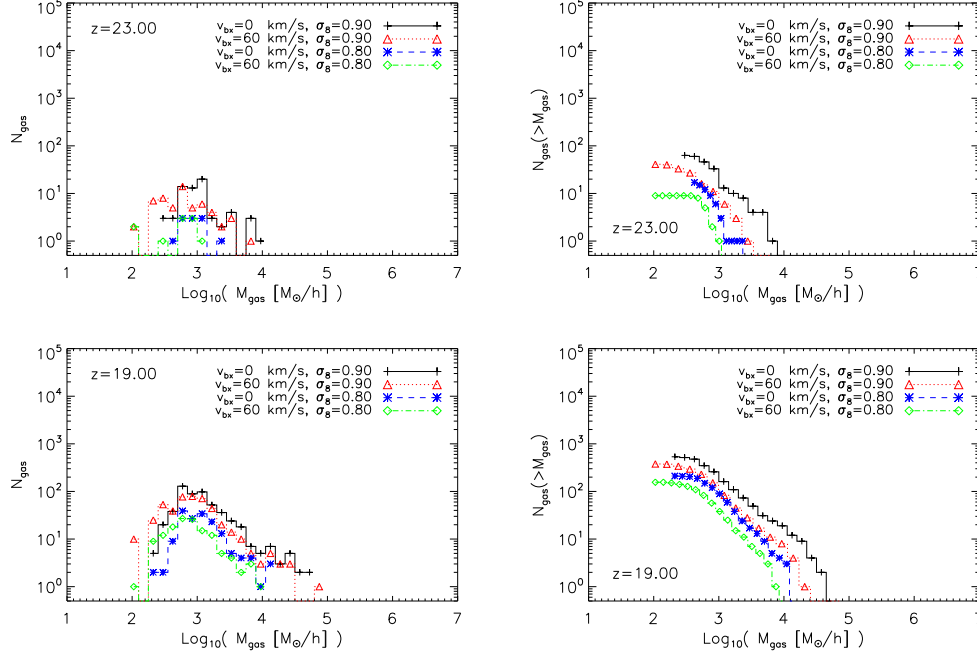 z=23.00
v_bx=0 km/s, σ_8=0.90
v_bx=60 km/s, σ_8=0.90
v_bx=0 km/s, σ_8=0.80
v_bx=60 km/s, σ_8=0.80
N_gas
10^5
10^4
10^3
10^2
10^1
10^0
1 2 3 4 5 6 7
Log_10( M_gas [M_⊙/h] )
v_bx=0 km/s, σ_8=0.90
v_bx=60 km/s, σ_8=0.90
v_bx=0 km/s, σ_8=0.80
v_bx=60 km/s, σ_8=0.80
z=23.00
N_gas(>M_gas)
10^5
10^4
10^3
10^2
10^1
10^0
1 2 3 4 5 6 7
Log_10( M_gas [M_⊙/h] )
z=19.00
v_bx=0 km/s, σ_8=0.90
v_bx=60 km/s, σ_8=0.90
v_bx=0 km/s, σ_8=0.80
v_bx=60 km/s, σ_8=0.80
N_gas
10^5
10^4
10^3
10^2
10^1
10^0
1 2 3 4 5 6 7
Log_10( M_gas [M_⊙/h] )
v_bx=0 km/s, σ_8=0.90
v_bx=60 km/s, σ_8=0.90
v_bx=0 km/s, σ_8=0.80
v_bx=60 km/s, σ_8=0.80
z=19.00
N_gas(>M_gas)
10^5
10^4
10^3
10^2
10^1
10^0
1 2 3 4 5 6 7
Log_10( M_gas [M_⊙/h] )